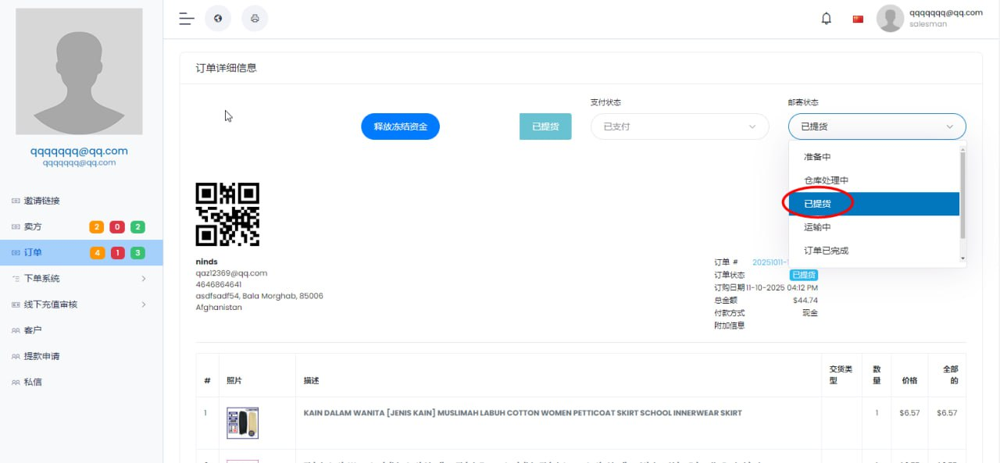 qqqqqqq@qq.com
salesman
qqqqqqq@qq.com
qqqqqqq@qq.com
邀请链接
卖方 2 0 2
订单 4 1 3
下单系统
线下充值审核
客户
提款申请
私信
订单详细信息
释放冻结资金
已提货
支付状态
已支付
邮寄状态
已提货
准备中
仓库处理中
已提货
运输中
订单已完成
ninds
qaz12369@qq.com
4646864641
asdfsadf54, Bala Morghab, 85006
Afghanistan
订单 # 20251011-
订单状态 已提货
订购日期 11-10-2025 04:12 PM
总金额 $44.74
付款方式 现金
附加信息
# 照片 描述 交货类型 数量 价格 全部的
1 KAIN DALAM WANITA [JENIS KAIN] MUSLIMAH LABUH COTTON WOMEN PETTICOAT SKIRT SCHOOL INNERWEAR SKIRT 1 $6.57 $6.57